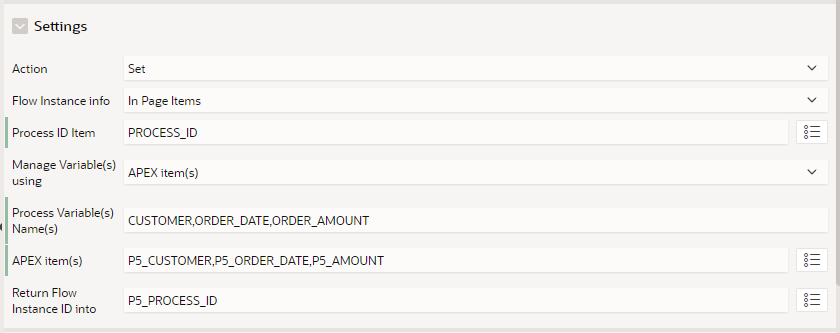 Settings
Action
Set
Flow Instance info
In Page Items
Process ID Item
PROCESS_ID
Manage Variable(s)
using
APEX item(s)
Process Variable(s)
Name(s)
CUSTOMER,ORDER_DATE,ORDER_AMOUNT
APEX item(s)
P5_CUSTOMER,P5_ORDER_DATE,P5_AMOUNT
Return Flow
Instance ID into
P5_PROCESS_ID